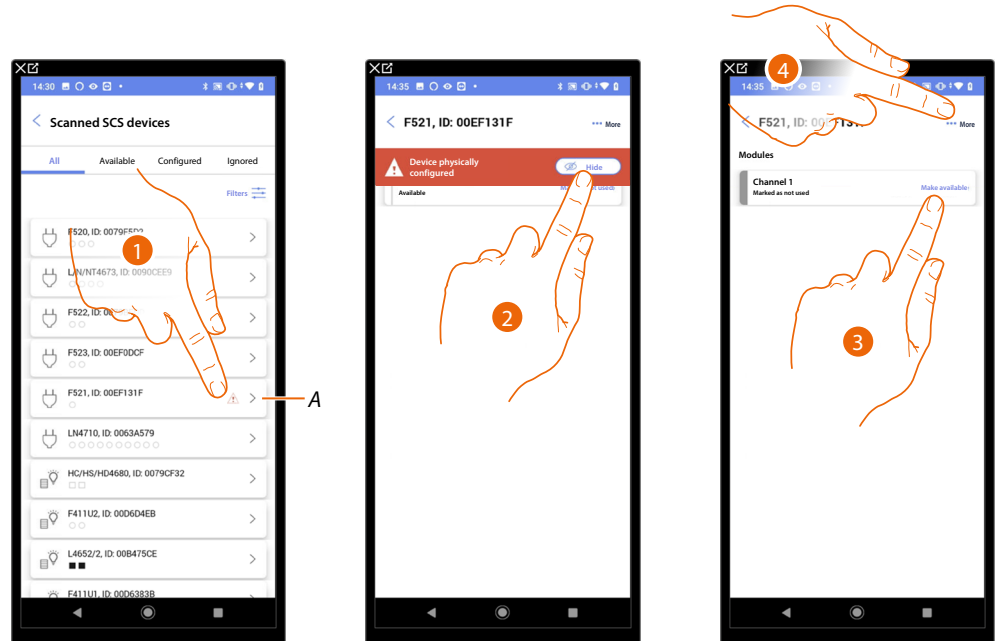 14:30
Scanned SCS devices
All Available Configured Ignored
Filters
F520, ID: 0079F5D2
1
L/N/NT4673, ID: 0090CEE9
F522, ID:
F523, ID: 00EF0DCF
F521, ID: 00EF131F
A
LN4710, ID: 0063A579
HC/HS/HD4680, ID: 0079CF32
F411U2, ID: 00D6D4EB
L4652/2, ID: 00B475CE
F411U1, ID: 00D6383B
14:35
F521, ID: 00EF131F
More
Device physically
configured
Hide
Available
2
4
14:35
F521, ID:
More
Modules
Channel 1
Marked as not used
Make available
3